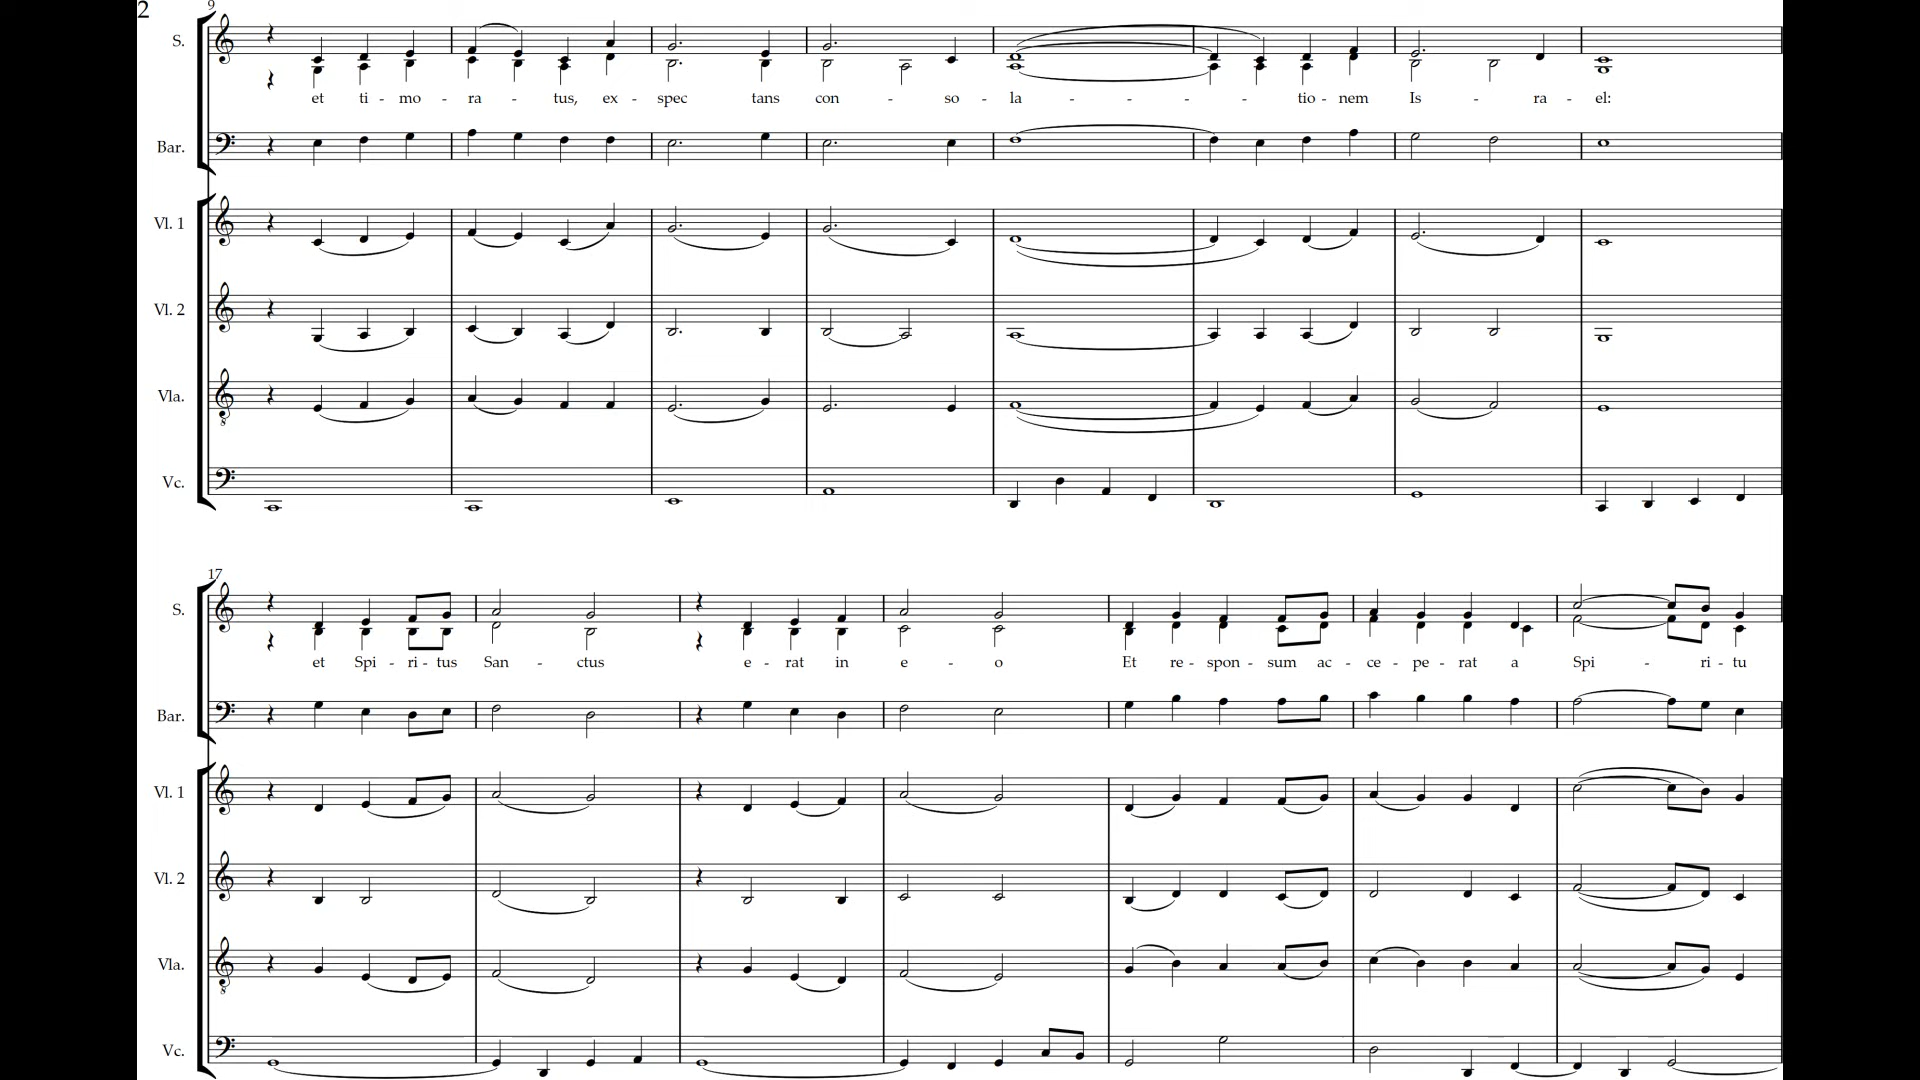 2
9
S.
et ti - mo - ra - tus, ex - spec tans con - so - la - - - - - tio - nem Is - ra - el:
Bar.
Vl. 1
Vl. 2
Vla.
8
Vc.
17
S.
et Spi - ri - tus San - ctus e - rat in e - o Et re - spon - sum ac - ce - pe - rat a Spi - ri - tu
Bar.
Vl. 1
Vl. 2
Vla.
8
Vc.